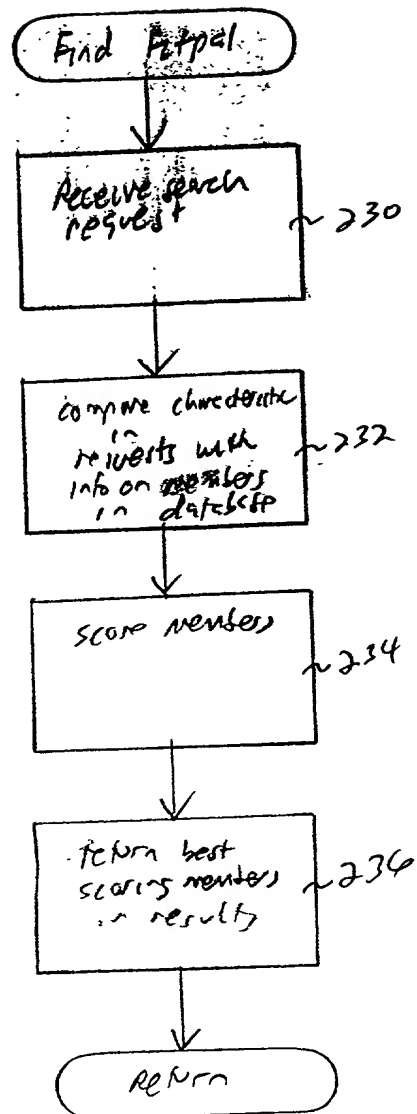 Find Fitpal
Receive search
request
~ 230
compare characteristic
in
requests with
info on members
in database
~ 232
score members
~ 234
return best
scoring members
in results
~ 236
Return